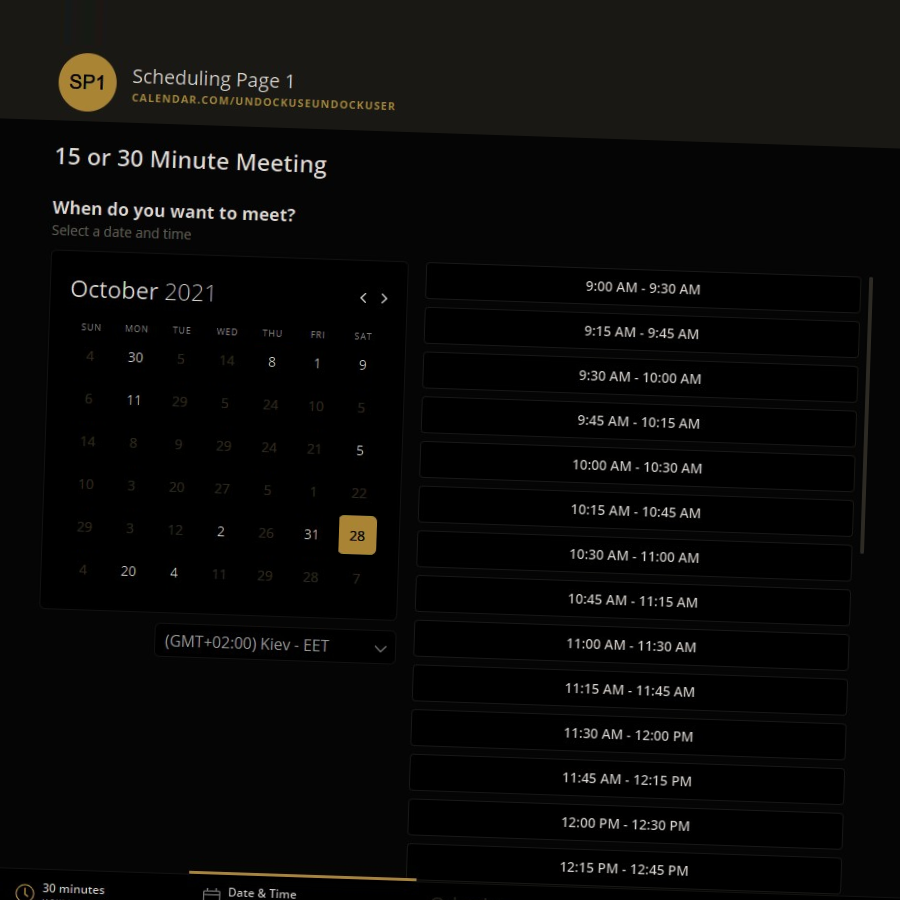 SP1
Scheduling Page 1
CALENDAR.COM/UNDOCKUSEUNDOCKUSER
15 or 30 Minute Meeting
When do you want to meet?
Select a date and time
October 2021
SUN MON TUE WED THU FRI SAT
4 30 5 14 8 1 9
6 11 29 5 24 10 5
14 8 9 29 24 21 5
10 3 20 27 5 1 22
29 3 12 2 26 31 28
4 20 4 11 29 28 7
(GMT+02:00) Kiev - EET
9:00 AM - 9:30 AM
9:15 AM - 9:45 AM
9:30 AM - 10:00 AM
9:45 AM - 10:15 AM
10:00 AM - 10:30 AM
10:15 AM - 10:45 AM
10:30 AM - 11:00 AM
10:45 AM - 11:15 AM
11:00 AM - 11:30 AM
11:15 AM - 11:45 AM
11:30 AM - 12:00 PM
11:45 AM - 12:15 PM
12:00 PM - 12:30 PM
12:15 PM - 12:45 PM
30 minutes
Date & Time